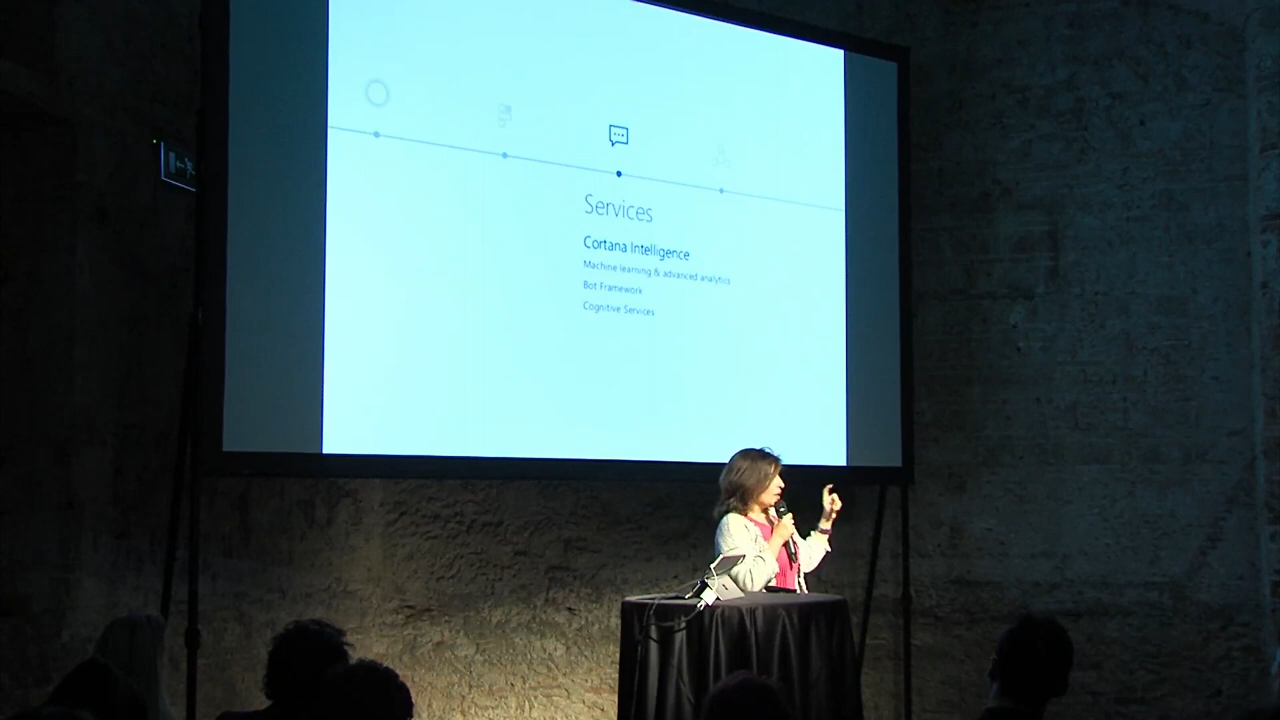 Services
Cortana Intelligence
Machine learning & advanced analytics
Bot Framework
Cognitive Services